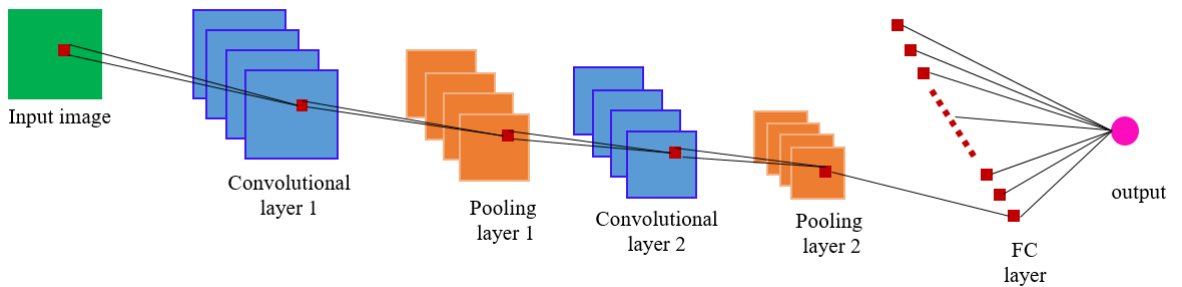 Input image
Convolutional
layer 1
Pooling
layer 1
Convolutional
layer 2
Pooling
layer 2
FC
layer
output